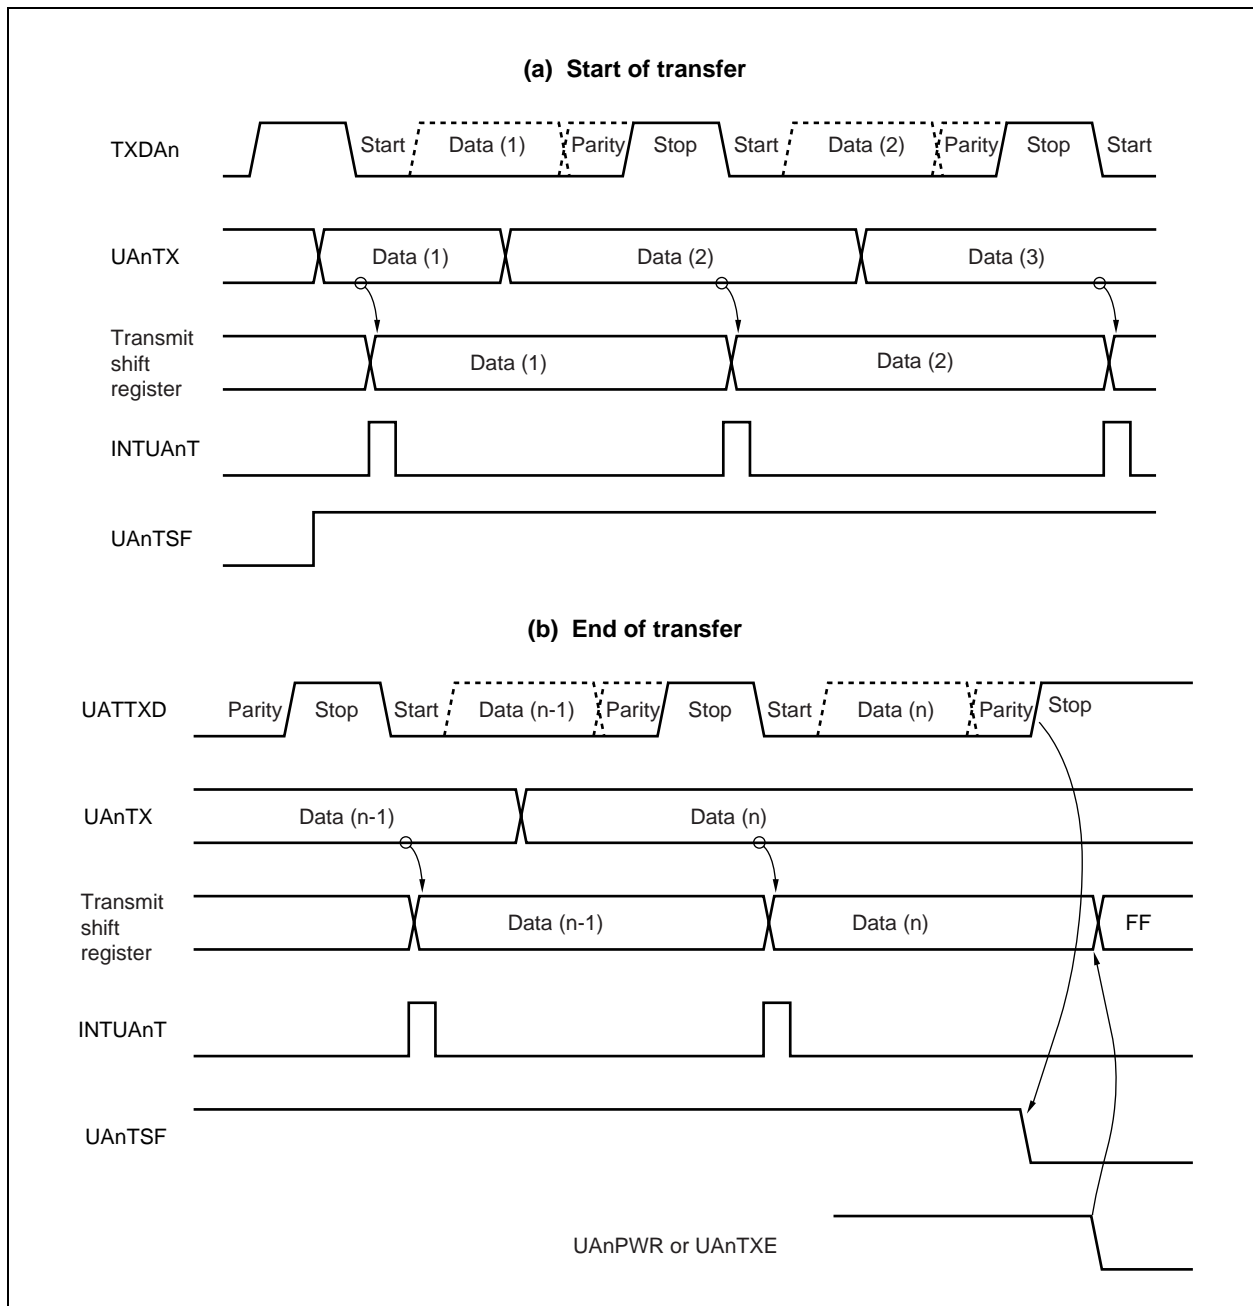 (a) Start of transfer
TXDAn Start Data (1) Parity Stop Start Data (2) Parity Stop Start
UAnTX Data (1) Data (2) Data (3)
Transmit
shift
register
Data (1) Data (2)
INTUAnT
UAnTSF
(b) End of transfer
UATTXD Parity Stop Start Data (n-1) Parity Stop Start Data (n) Parity Stop
UAnTX Data (n-1) Data (n)
Transmit
shift
register
Data (n-1) Data (n) FF
INTUAnT
UAnTSF
UAnPWR or UAnTXE